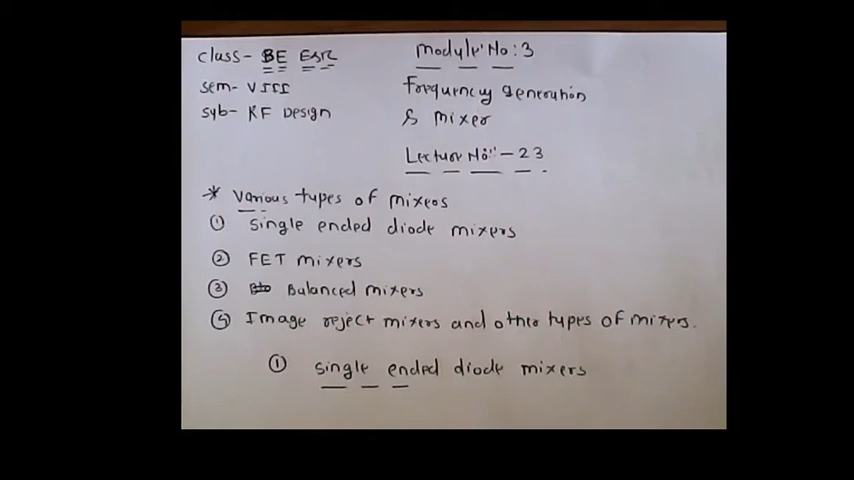 class- BE E&TC
Module No: 3
sem- VIII
Frequency generation
sub- RF Design
& mixer
Lecture No:- 23
* Various types of mixers
① single ended diode mixers
② FET mixers
③ Balanced mixers
④ Image reject mixers and other types of mixers.
① single ended diode mixers